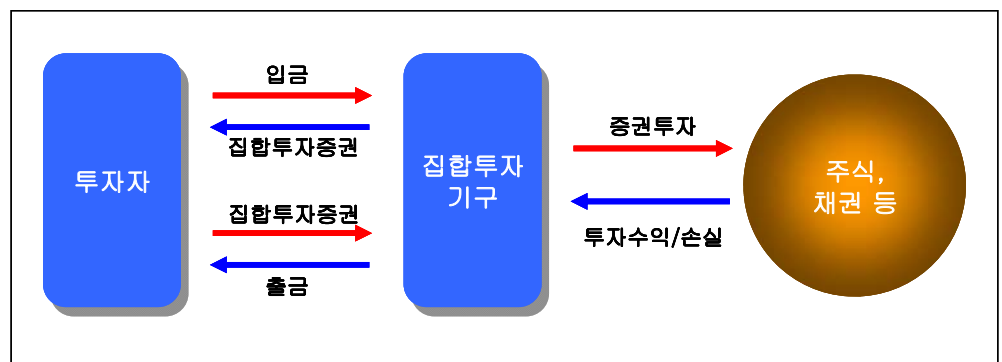 투자자
입금
집합투자증권
집합투자증권
출금
집합투자
기구
증권투자
투자수익/손실
주식,
채권 등